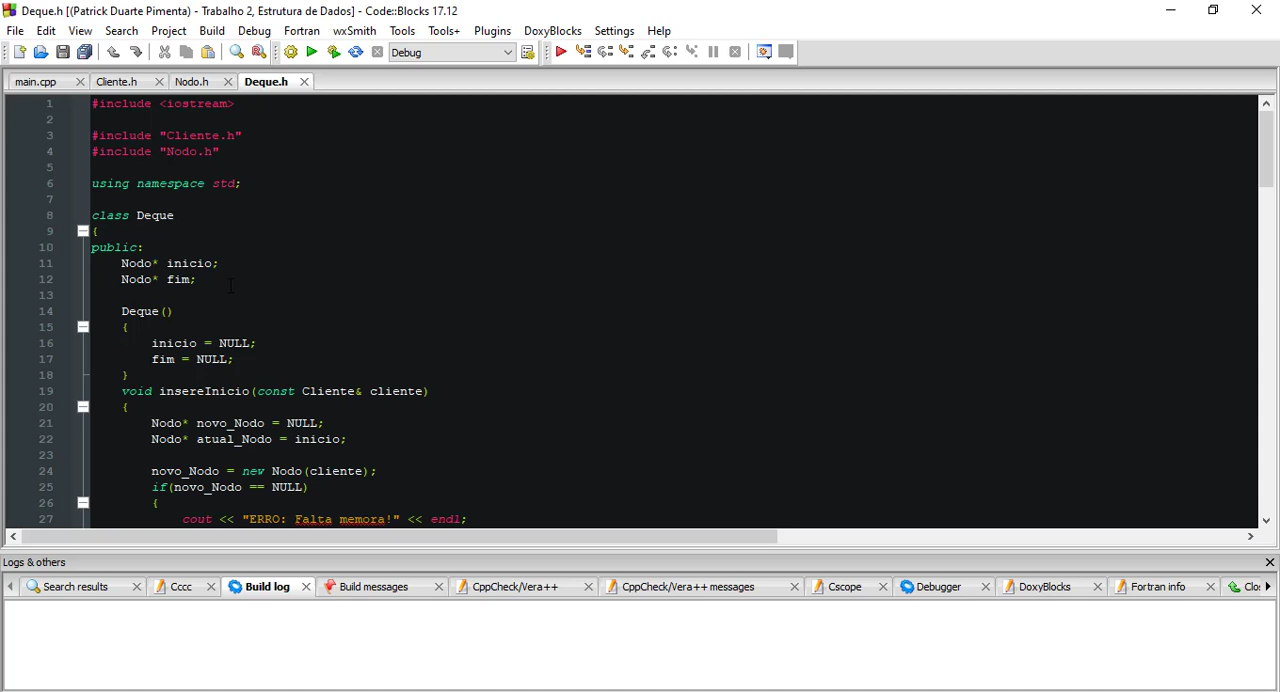 Deque.h [(Patrick Duarte Pimenta) - Trabalho 2, Estrutura de Dados] - Code::Blocks 17.12
File Edit View Search Project Build Debug Fortran wxSmith Tools Tools+ Plugins DoxyBlocks Settings Help
Debug
main.cpp Cliente.h Nodo.h Deque.h
1 #include <iostream>
2
3 #include "Cliente.h"
4 #include "Nodo.h"
5
6 using namespace std;
7
8 class Deque
9 {
10 public:
11 Nodo* inicio;
12 Nodo* fim;
13
14 Deque()
15 {
16 inicio = NULL;
17 fim = NULL;
18 }
19 void insereInicio(const Cliente& cliente)
20 {
21 Nodo* novo_Nodo = NULL;
22 Nodo* atual_Nodo = inicio;
23
24 novo_Nodo = new Nodo(cliente);
25 if(novo_Nodo == NULL)
26 {
27 cout << "ERRO: Falta memora!" << endl;
Logs & others
Search results Cccc Build log Build messages CppCheck/Vera++ CppCheck/Vera++ messages Cscope Debugger DoxyBlocks Fortran info Clo